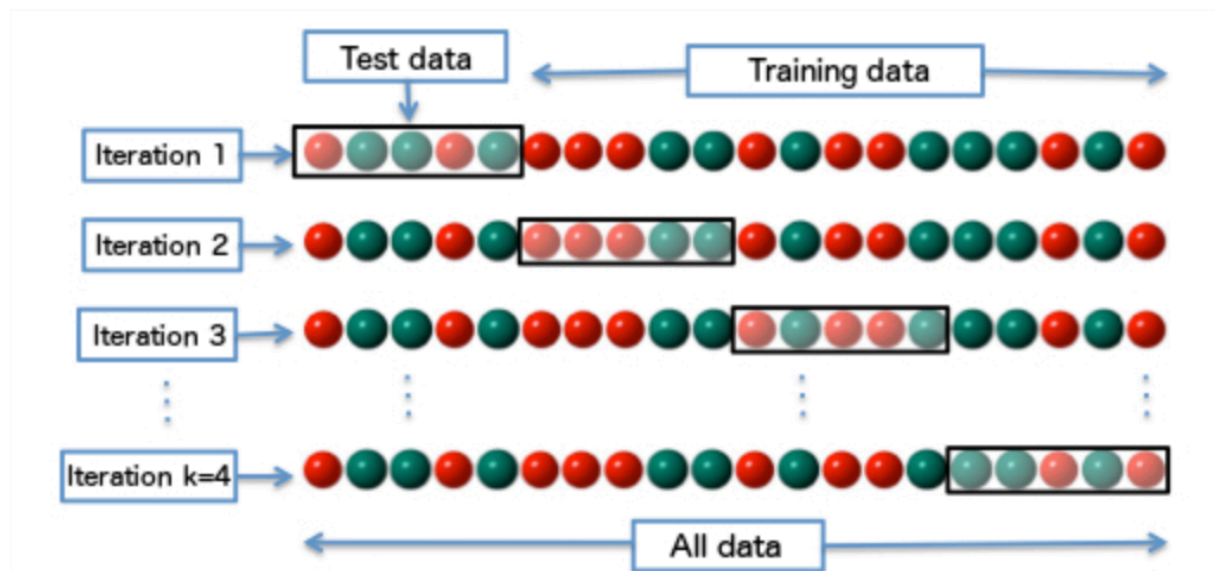 Test data
Training data
Iteration 1
Iteration 2
Iteration 3
Iteration k=4
All data